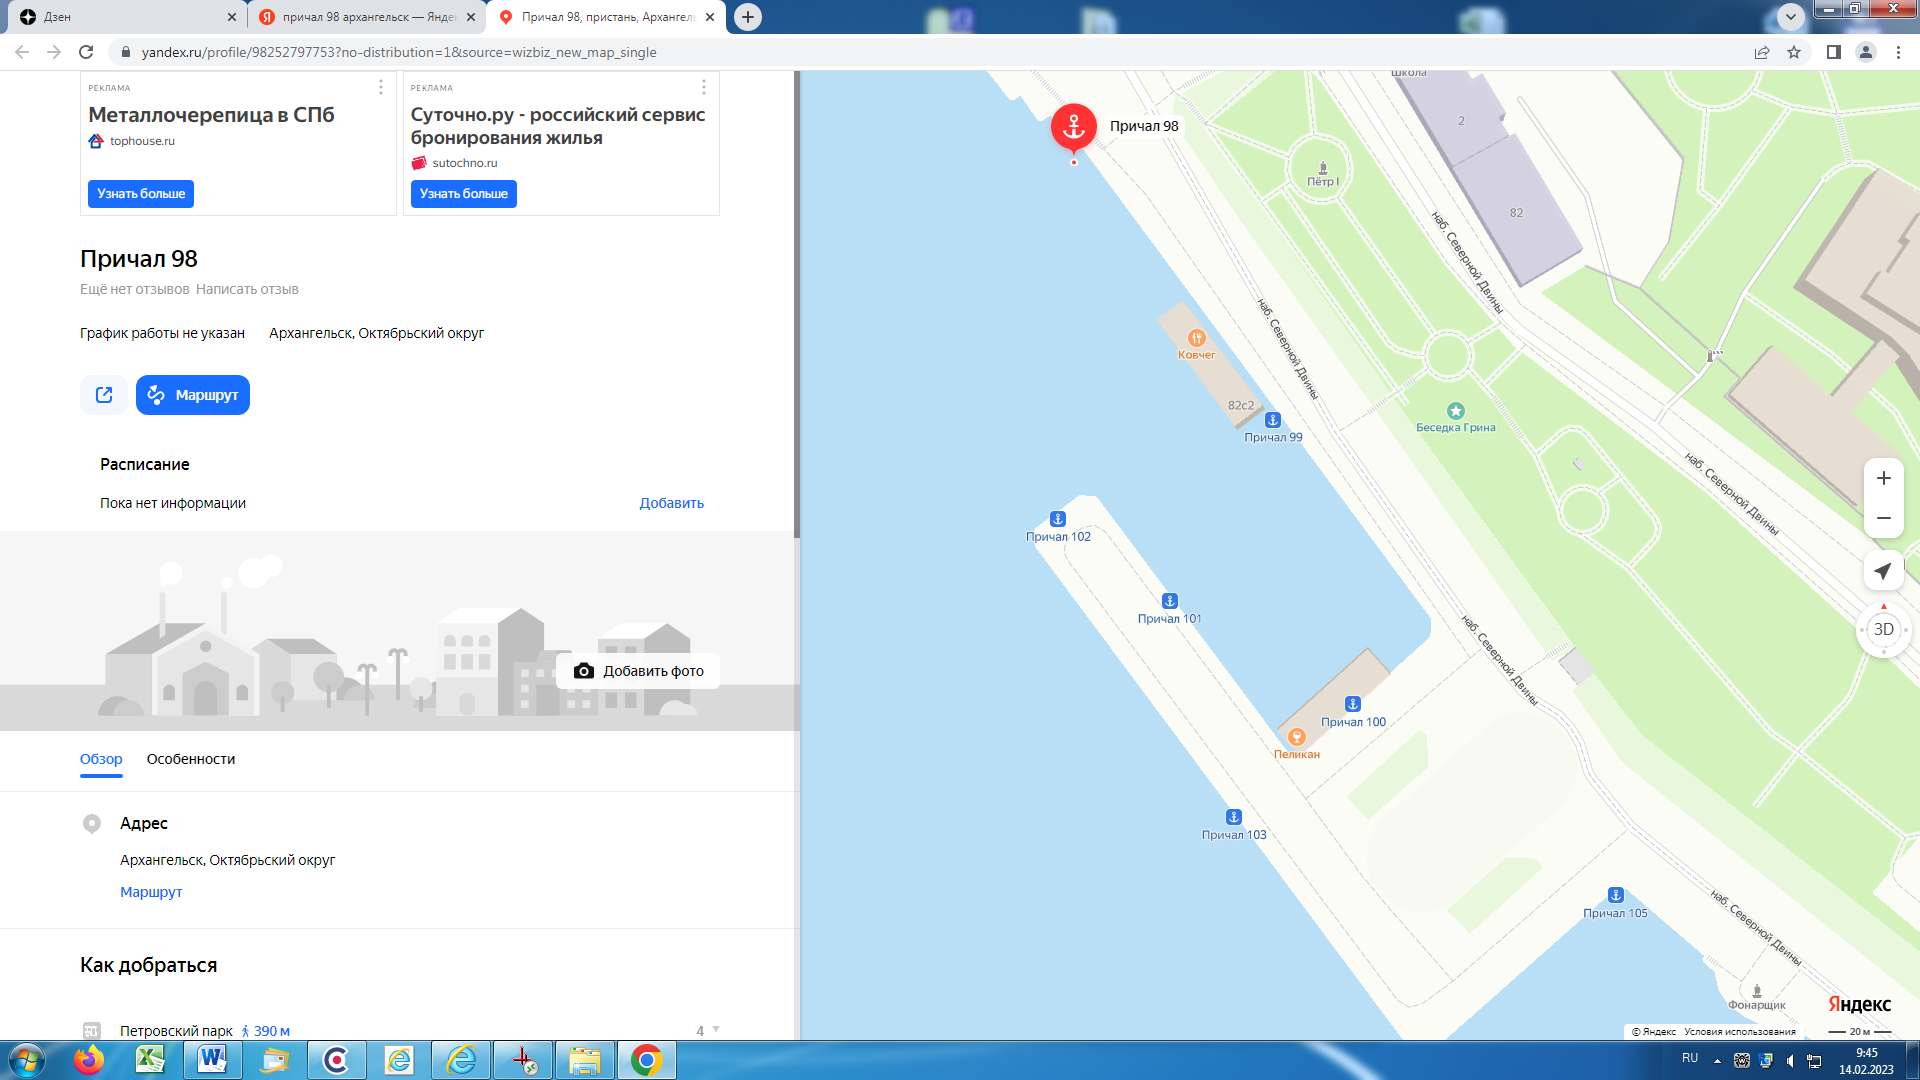 Дзен
причал 98 архангельск — Яндекс
Причал 98, пристань, Архангель
yandex.ru/profile/98252797753?no-distribution=1&source=wizbiz_new_map_single
РЕКЛАМА
Металлочерепица в СПб
tophouse.ru
Узнать больше
РЕКЛАМА
Суточно.ру - российский сервис
бронирования жилья
sutochno.ru
Узнать больше
Причал 98
Ещё нет отзывов Написать отзыв
График работы не указан
Архангельск, Октябрьский округ
Маршрут
Расписание
Пока нет информации
Добавить
Добавить фото
Обзор
Особенности
Адрес
Архангельск, Октябрьский округ
Маршрут
Как добраться
Петровский парк 390 м
4
школа
Причал 98
2
Пётр I
82
наб. Северной Двины
наб. Северной Двины
Ковчег
82с2
Причал 99
Беседка Грина
наб. Северной Двины
Причал 102
Причал 101
3D
наб. Северной Двины
Причал 100
Пеликан
Причал 103
Причал 105
наб. Северной Двины
Фонарщик
Яндекс
© Яндекс Условия использования
20 м
RU
9:45
14.02.2023